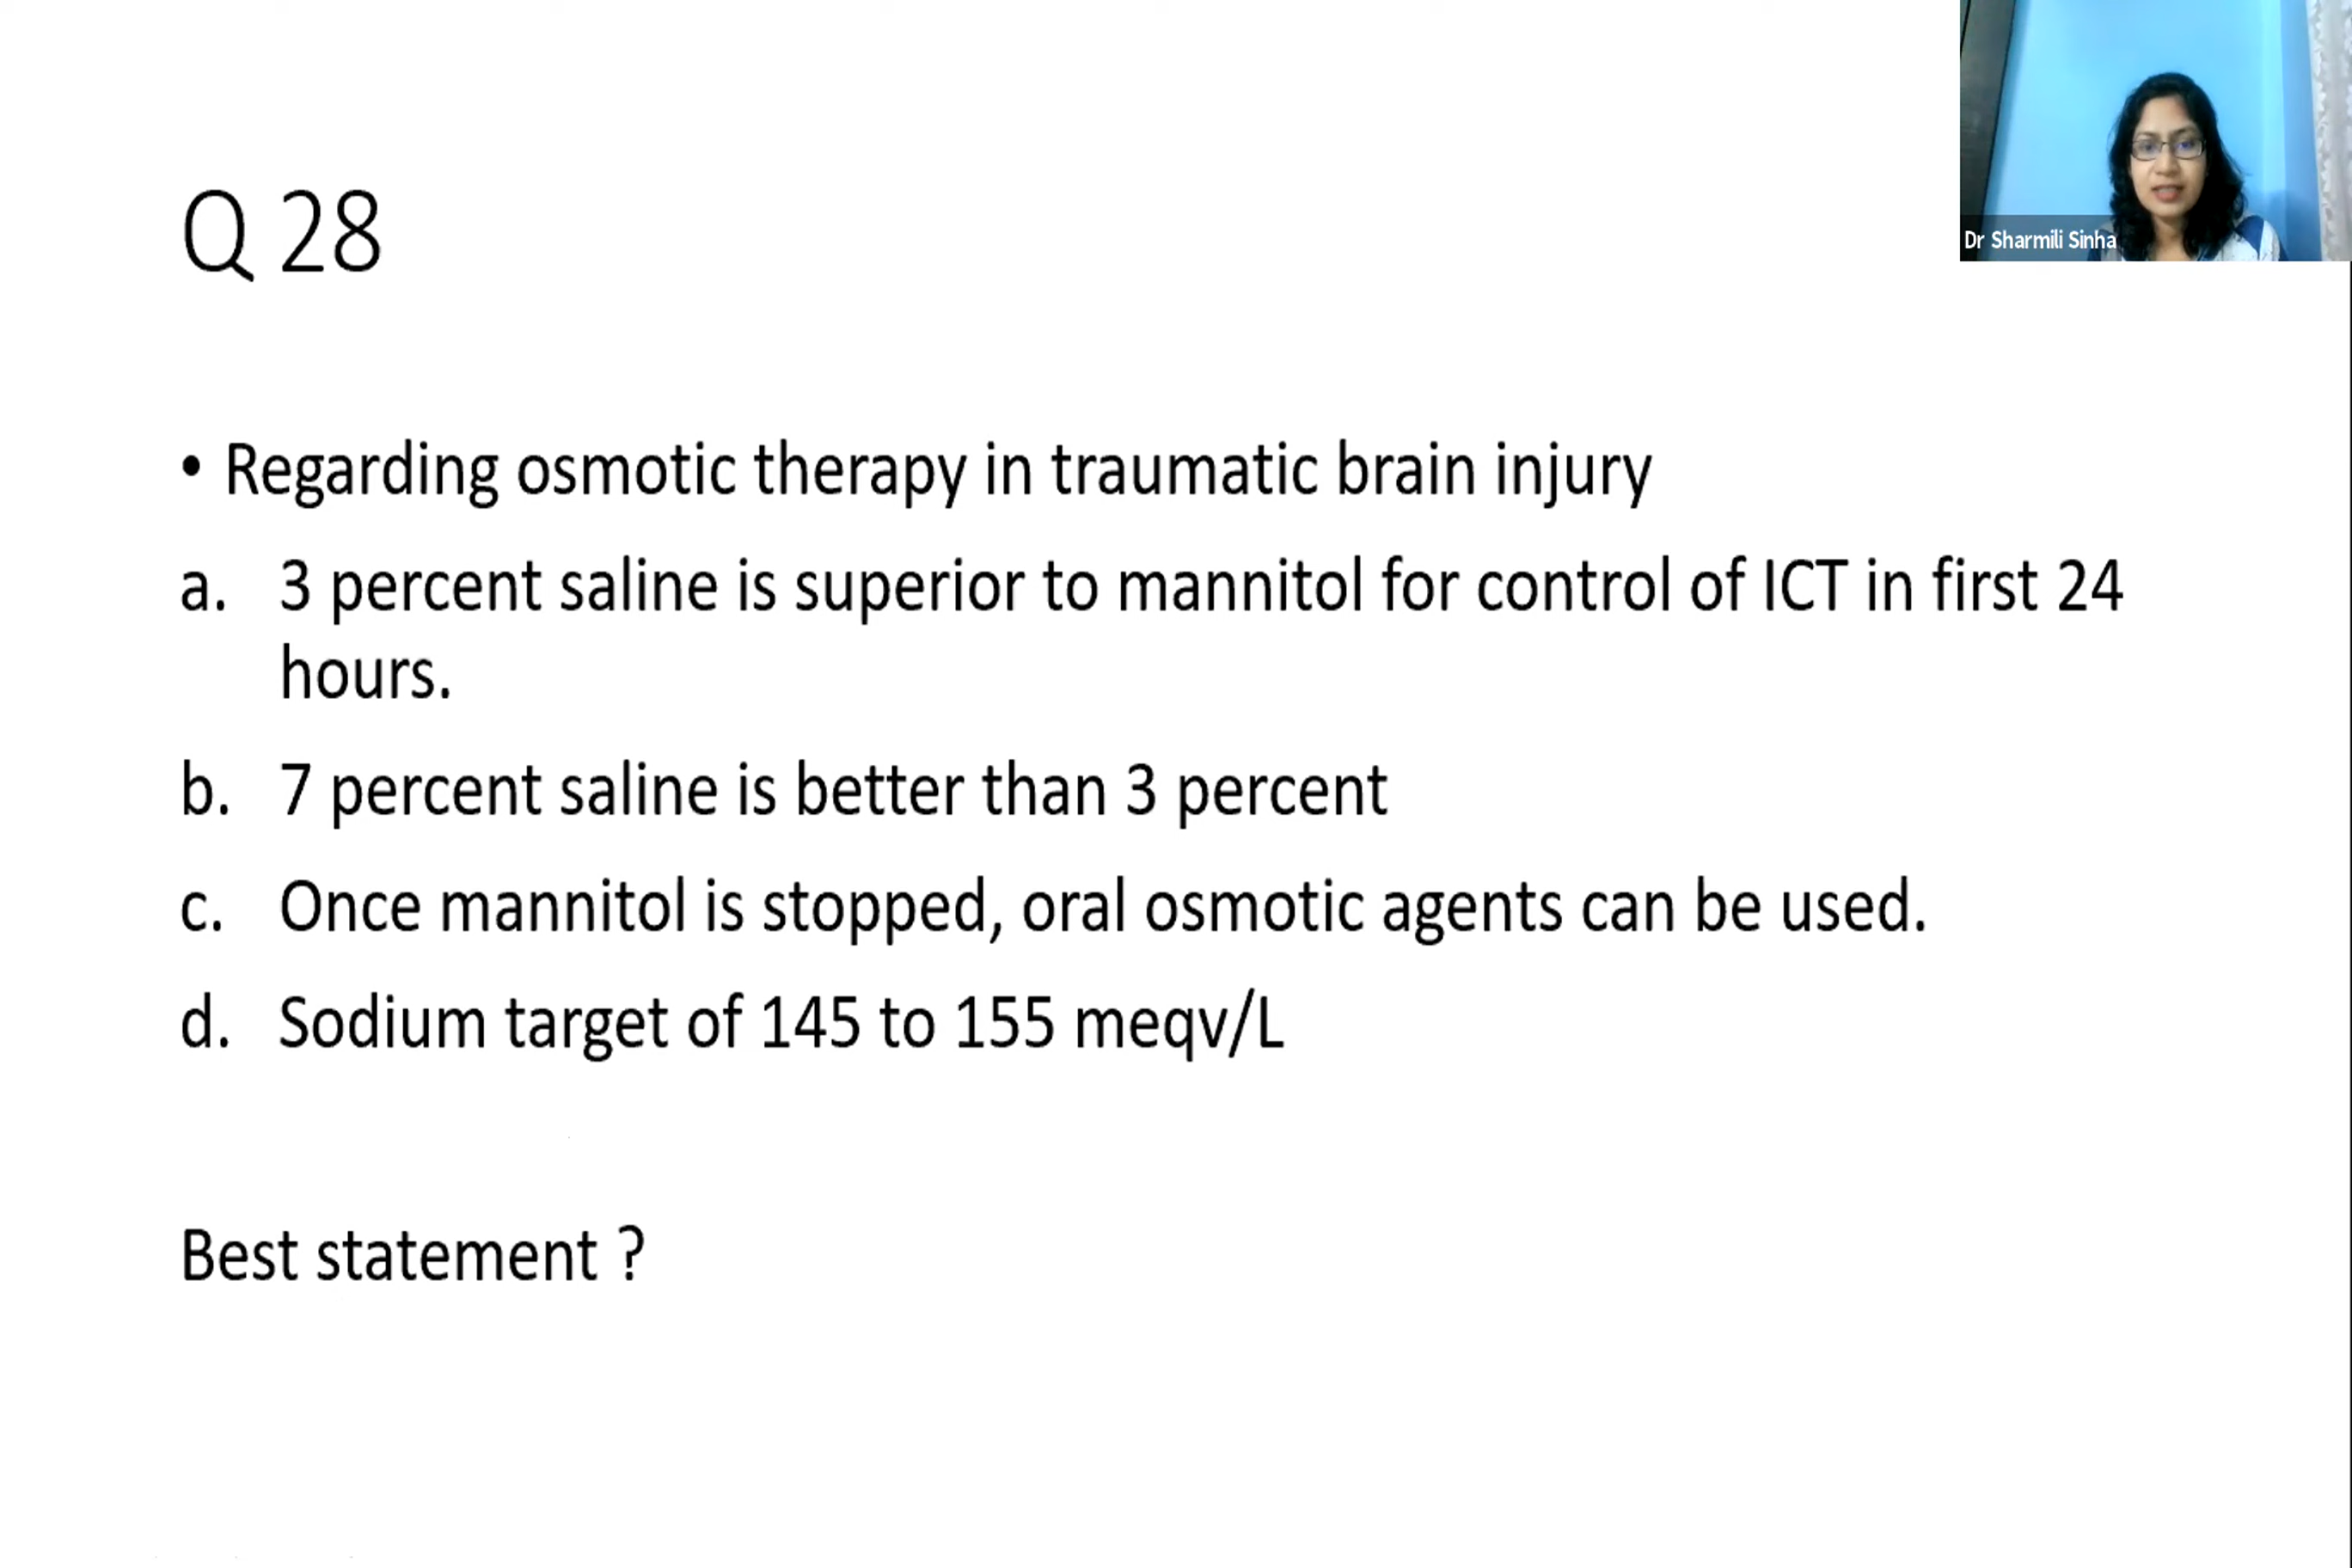 Dr Sharmili Sinha
Q 28
• Regarding osmotic therapy in traumatic brain injury
a. 3 percent saline is superior to mannitol for control of ICT in first 24
hours.
b. 7 percent saline is better than 3 percent
c. Once mannitol is stopped, oral osmotic agents can be used.
d. Sodium target of 145 to 155 meqv/L
Best statement ?